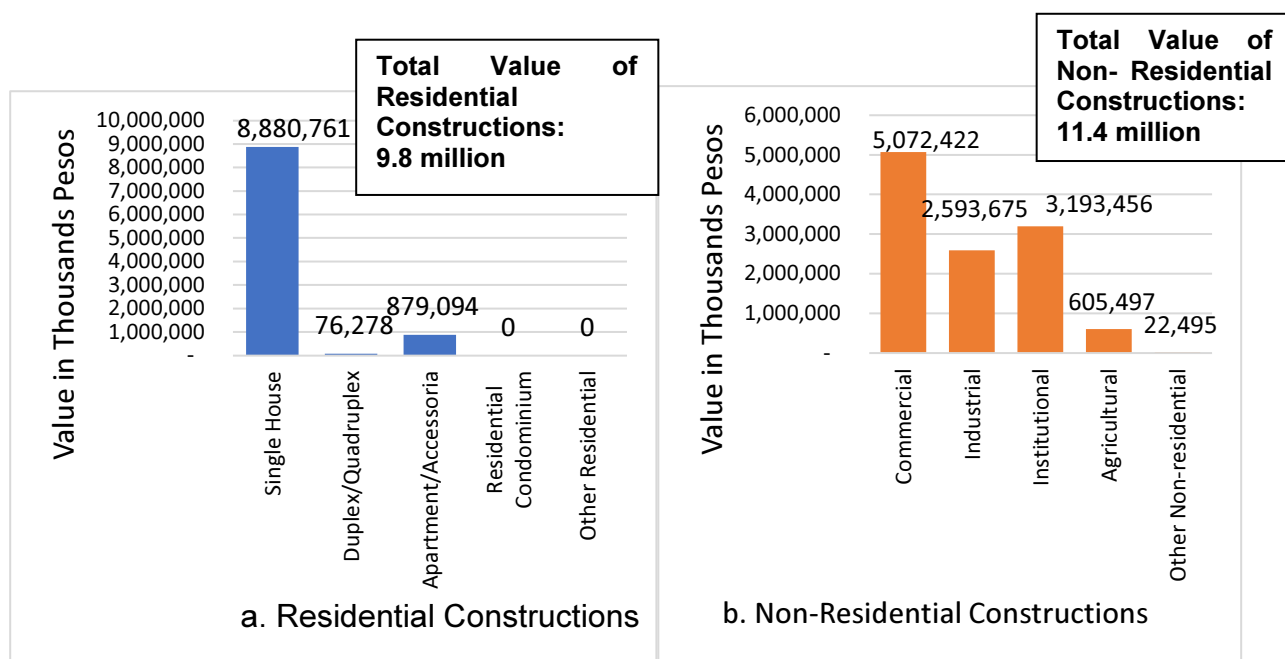 Total Value of
Residential
Constructions:
9.8 million
Value in Thousands Pesos
10,000,000
9,000,000
8,000,000
7,000,000
6,000,000
5,000,000
4,000,000
3,000,000
2,000,000
1,000,000
-
8,880,761
76,278
879,094
0
0
Single House
Duplex/Quadruplex
Apartment/Accessoria
Residential
Condominium
Other Residential
a. Residential Constructions
Total Value of
Non- Residential
Constructions:
11.4 million
Value in Thousands Pesos
6,000,000
5,000,000
4,000,000
3,000,000
2,000,000
1,000,000
-
5,072,422
2,593,675
3,193,456
605,497
22,495
Commercial
Industrial
Institutional
Agricultural
Other Non-residential
b. Non-Residential Constructions